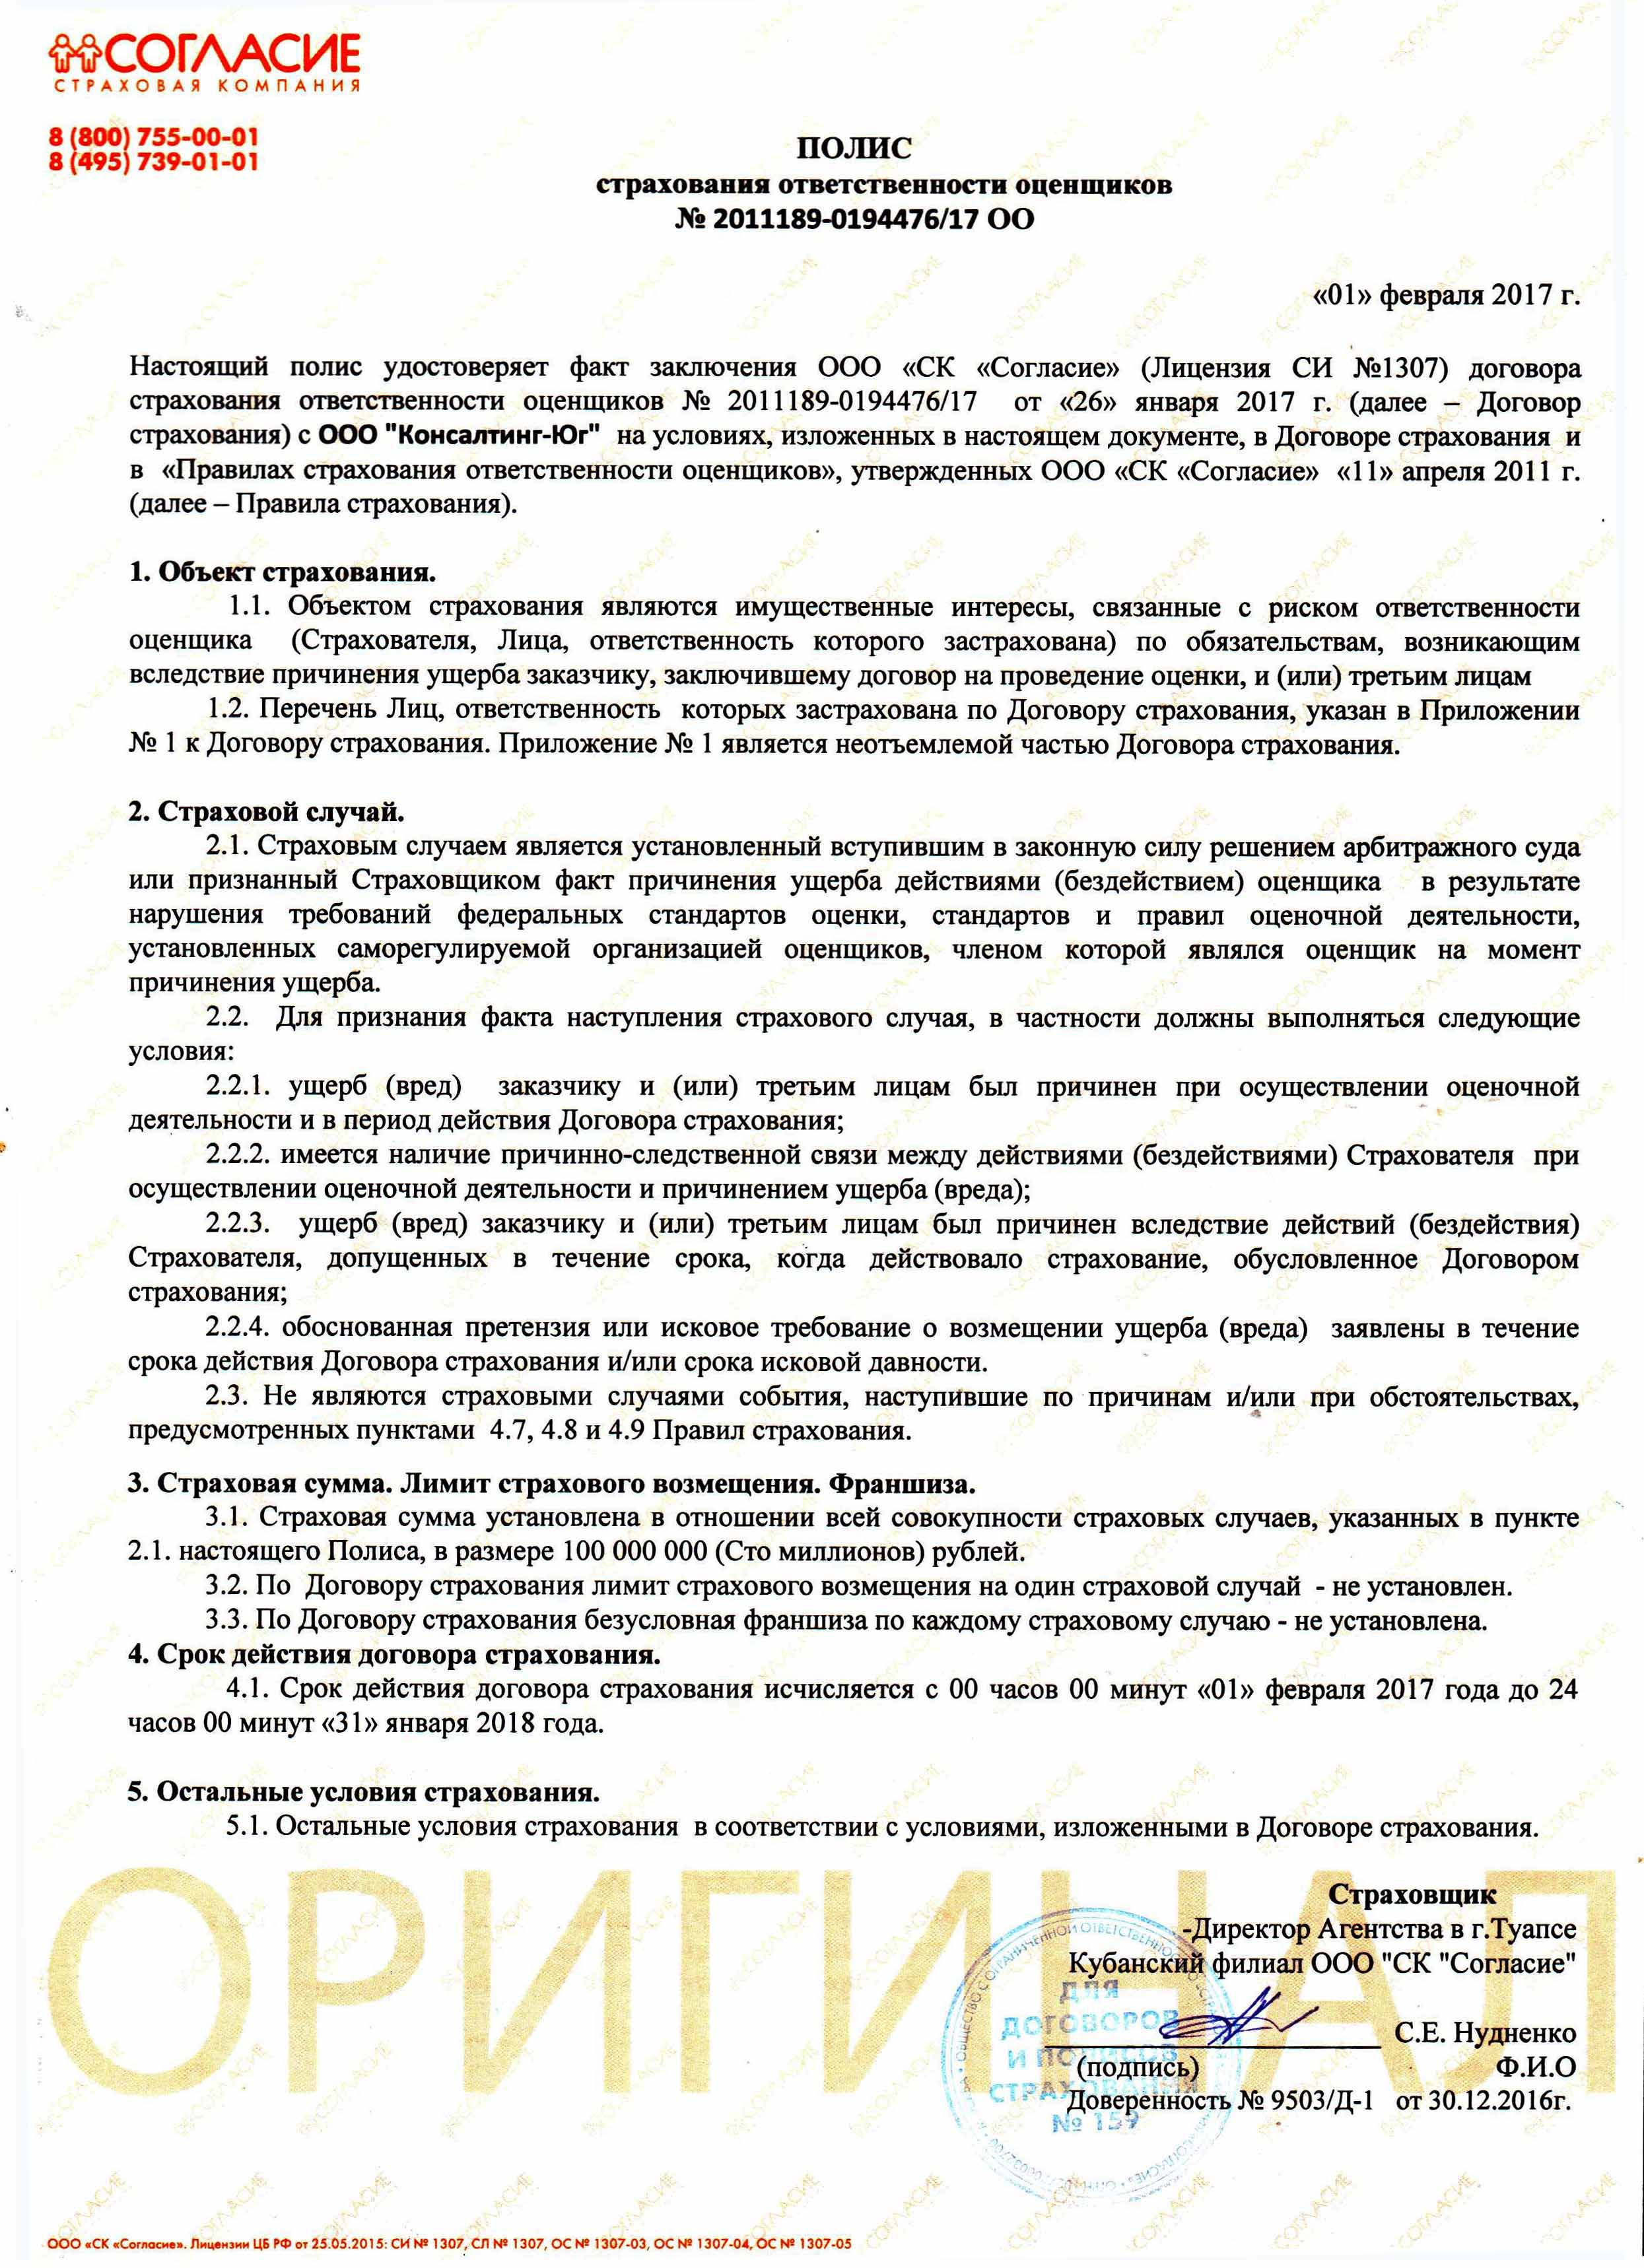 СОГЛАСИЕ
СТРАХОВАЯ КОМПАНИЯ
8 (800) 755-00-01
8 (495) 739-01-01
ПОЛИС
страхования ответственности оценщиков
№ 2011189-0194476/17 ОО
«01» февраля 2017 г.
Настоящий полис удостоверяет факт заключения ООО «СК «Согласие» (Лицензия СИ №1307) договора
страхования ответственности оценщиков № 2011189-0194476/17 от «26» января 2017 г. (далее – Договор
страхования) с ООО "Консалтинг-Юг" на условиях, изложенных в настоящем документе, в Договоре страхования и
в «Правилах страхования ответственности оценщиков», утвержденных ООО «СК «Согласие» «11» апреля 2011 г.
(далее – Правила страхования).
1. Объект страхования.
1.1. Объектом страхования являются имущественные интересы, связанные с риском ответственности
оценщика (Страхователя, Лица, ответственность которого застрахована) по обязательствам, возникающим
вследствие причинения ущерба заказчику, заключившему договор на проведение оценки, и (или) третьим лицам
1.2. Перечень Лиц, ответственность которых застрахована по Договору страхования, указан в Приложении
№ 1 к Договору страхования. Приложение № 1 является неотъемлемой частью Договора страхования.
2. Страховой случай.
2.1. Страховым случаем является установленный вступившим в законную силу решением арбитражного суда
или признанный Страховщиком факт причинения ущерба действиями (бездействием) оценщика в результате
нарушения требований федеральных стандартов оценки, стандартов и правил оценочной деятельности,
установленных саморегулируемой организацией оценщиков, членом которой являлся оценщик на момент
причинения ущерба.
2.2. Для признания факта наступления страхового случая, в частности должны выполняться следующие
условия:
2.2.1. ущерб (вред) заказчику и (или) третьим лицам был причинен при осуществлении оценочной
деятельности и в период действия Договора страхования;
2.2.2. имеется наличие причинно-следственной связи между действиями (бездействиями) Страхователя при
осуществлении оценочной деятельности и причинением ущерба (вреда);
2.2.3. ущерб (вред) заказчику и (или) третьим лицам был причинен вследствие действий (бездействия)
Страхователя, допущенных в течение срока, когда действовало страхование, обусловленное Договором
страхования;
2.2.4. обоснованная претензия или исковое требование о возмещении ущерба (вреда) заявлены в течение
срока действия Договора страхования и/или срока исковой давности.
2.3. Не являются страховыми случаями события, наступившие по причинам и/или при обстоятельствах,
предусмотренных пунктами 4.7, 4.8 и 4.9 Правил страхования.
3. Страховая сумма. Лимит страхового возмещения. Франшиза.
3.1. Страховая сумма установлена в отношении всей совокупности страховых случаев, указанных в пункте
2.1. настоящего Полиса, в размере 100 000 000 (Сто миллионов) рублей.
3.2. По Договору страхования лимит страхового возмещения на один страховой случай - не установлен.
3.3. По Договору страхования безусловная франшиза по каждому страховому случаю - не установлена.
4. Срок действия договора страхования.
4.1. Срок действия договора страхования исчисляется с 00 часов 00 минут «01» февраля 2017 года до 24
часов 00 минут «31» января 2018 года.
5. Остальные условия страхования.
5.1. Остальные условия страхования в соответствии с условиями, изложенными в Договоре страхования.
ОРИГИНАЛ
Страховщик
-Директор Агентства в г.Туапсе
Кубанский филиал ООО "СК "Согласие"
С.Е. Нудненко
(подпись) Ф.И.О
Доверенность № 9503/Д-1 от 30.12.2016г.
ДЛЯ
ДОГОВОРОВ
И ПОЛИСОВ
СТРАХОВАНИЯ
№ 159
ООО «СК «Согласие». Лицензии ЦБ РФ от 25.05.2015: СИ № 1307, СЛ № 1307, ОС № 1307-03, ОС № 1307-04, ОС № 1307-05